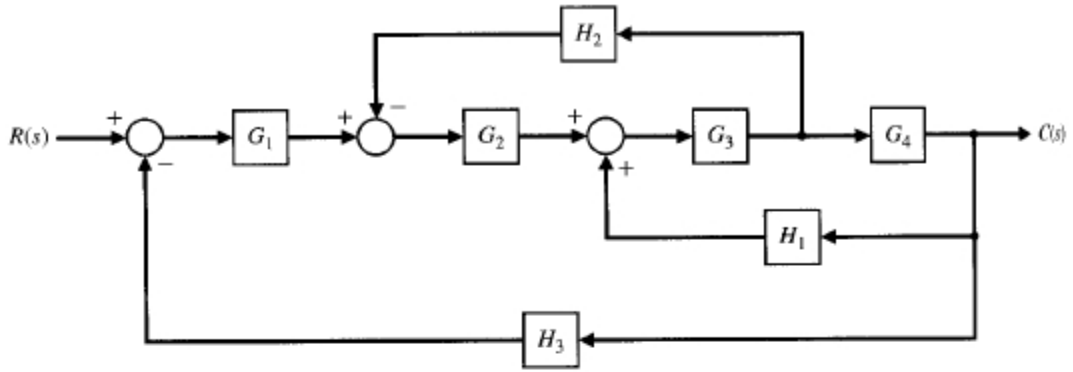 H₂
+ + − +
R(s) G₁ G₂ G₃ G₄ C(s)
− +
H₁
H₃